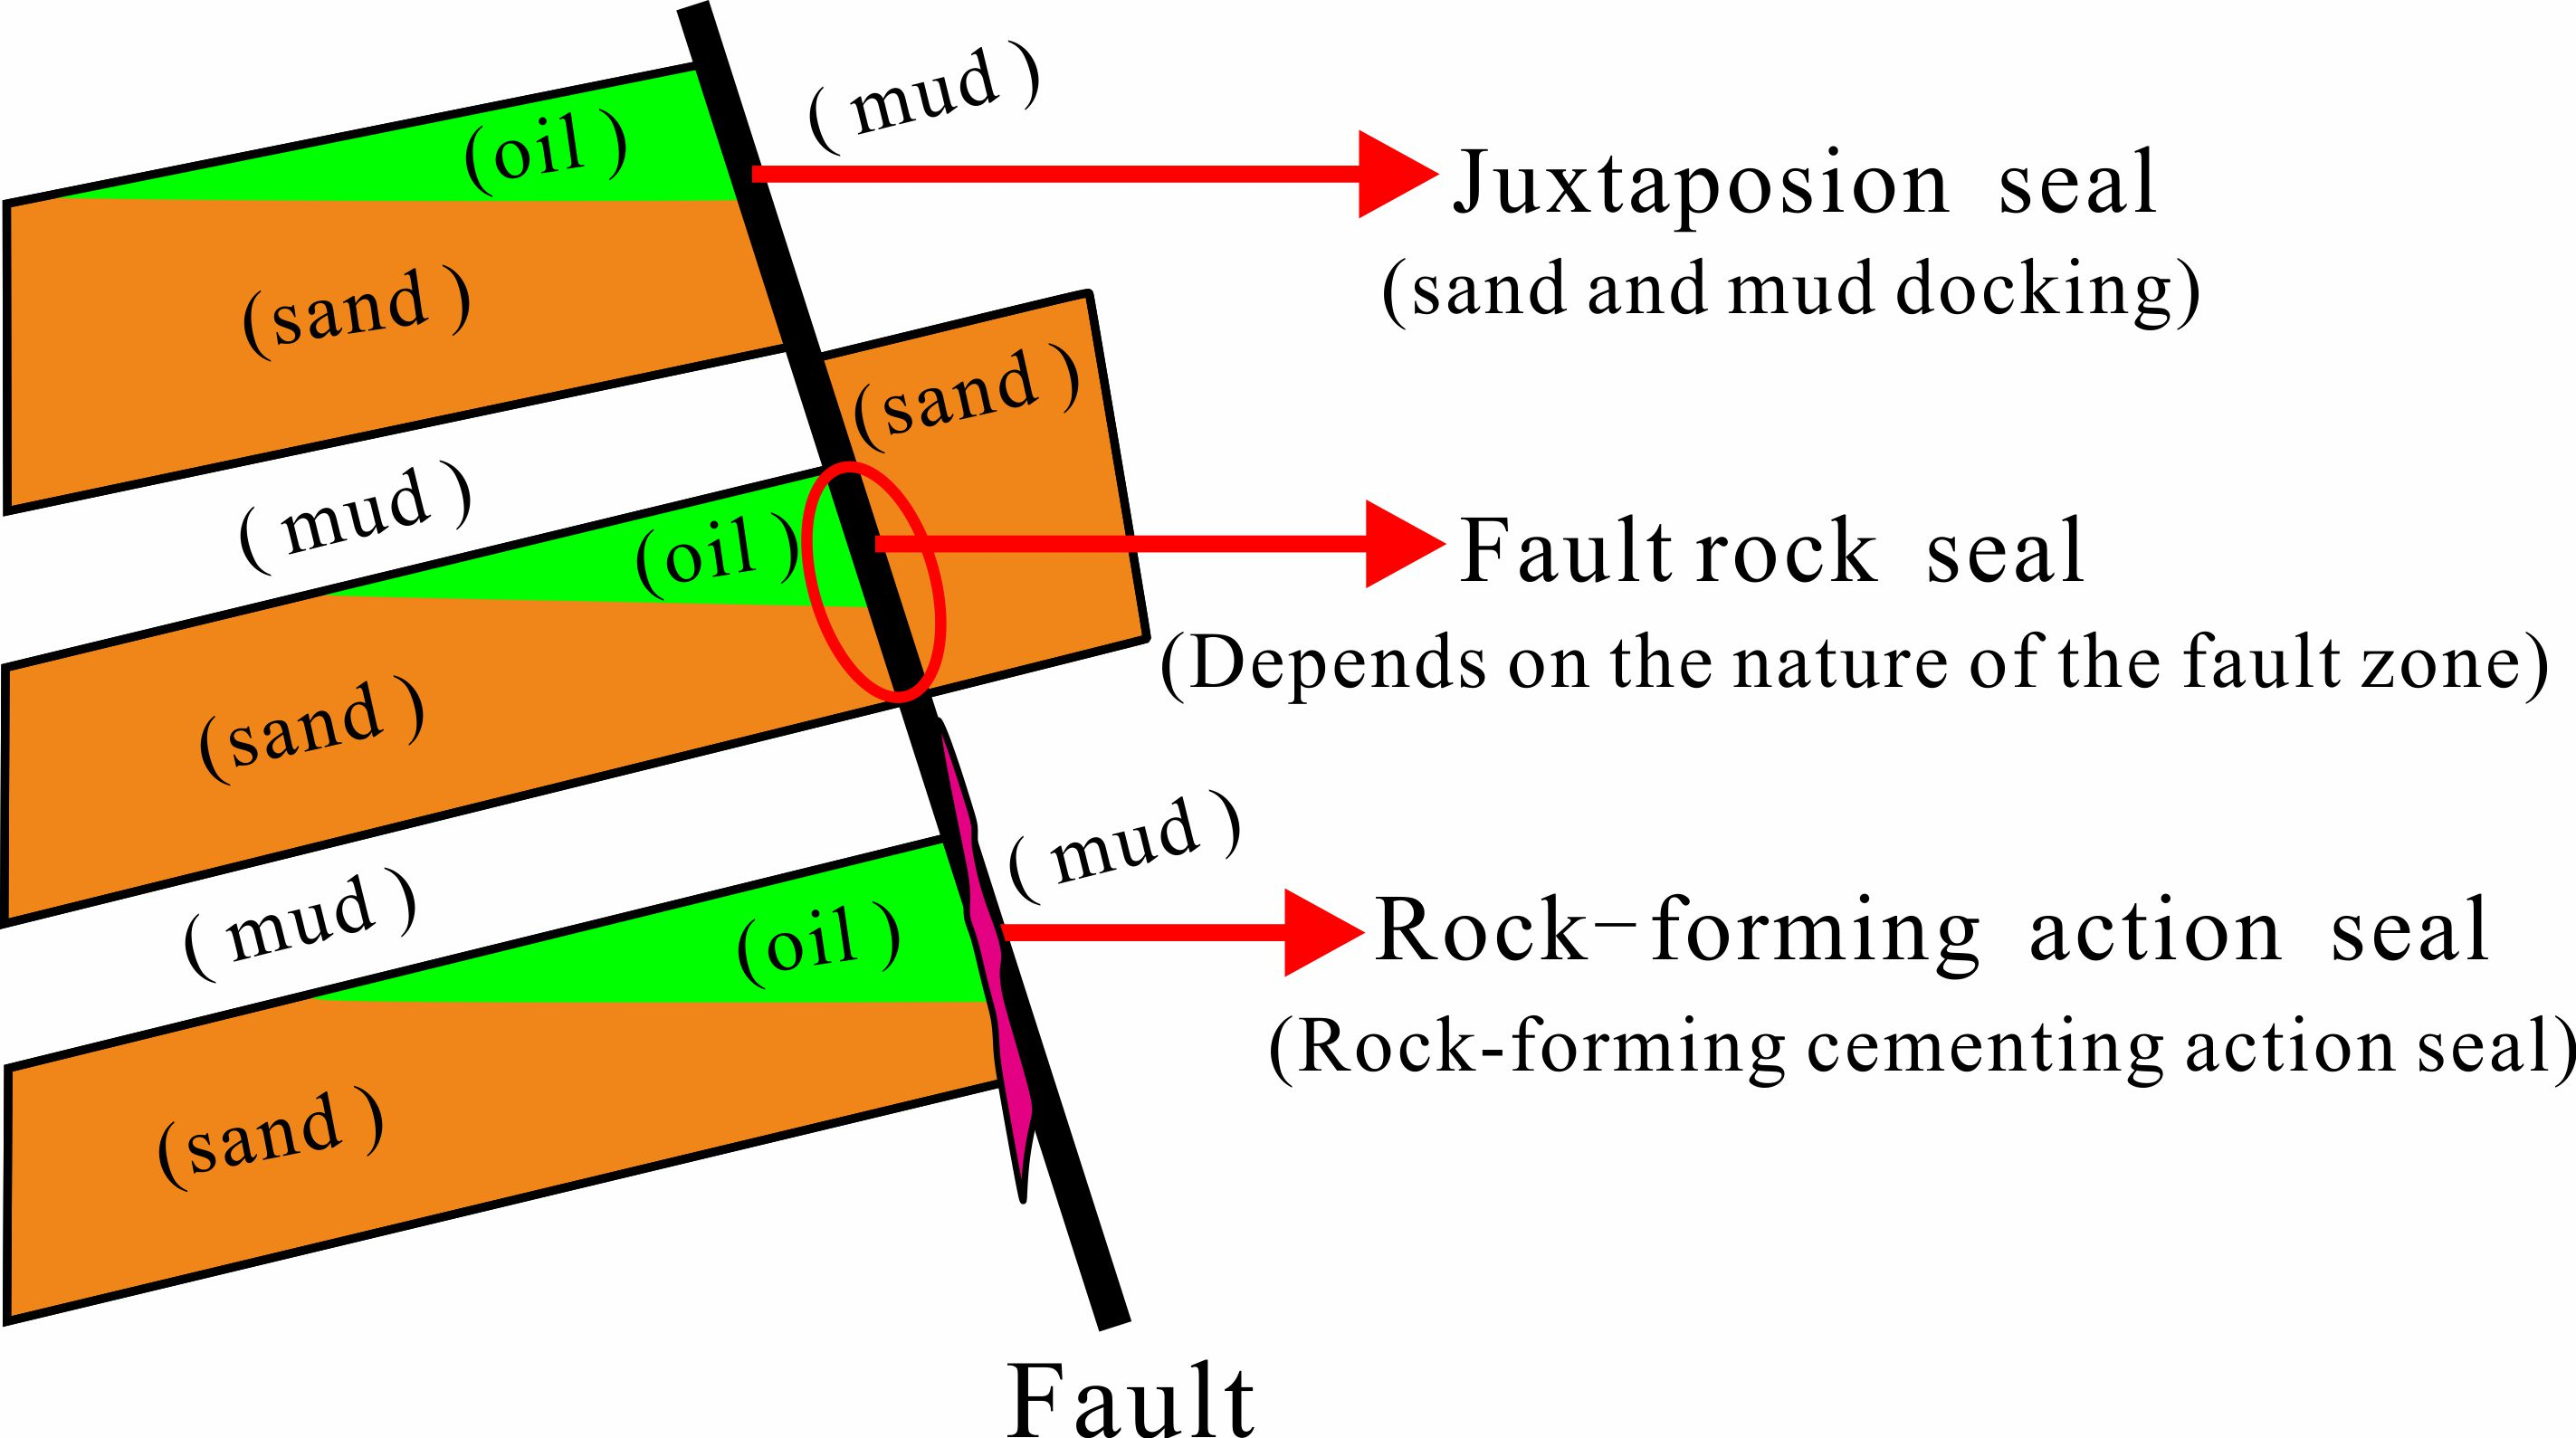 ( mud )
(oil )
Juxtaposion seal
(sand and mud docking)
(sand )
(sand )
( mud )
(oil )
Fault rock seal
(Depends on the nature of the fault zone)
(sand )
( mud )
( mud )
(oil )
Rock-forming action seal
(Rock-forming cementing action seal)
(sand )
Fault